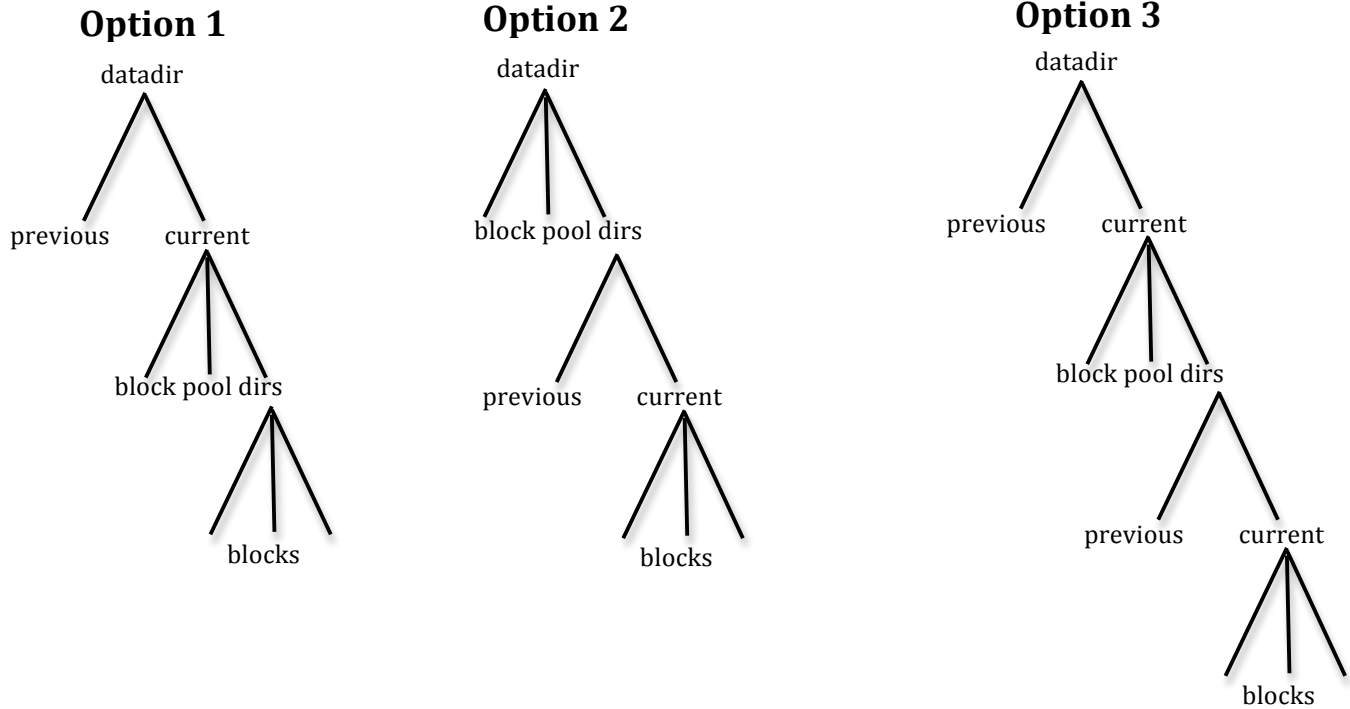 Option 1
datadir
previous
current
block pool dirs
blocks
Option 2
datadir
block pool dirs
previous
current
blocks
Option 3
datadir
previous
current
block pool dirs
previous
current
blocks